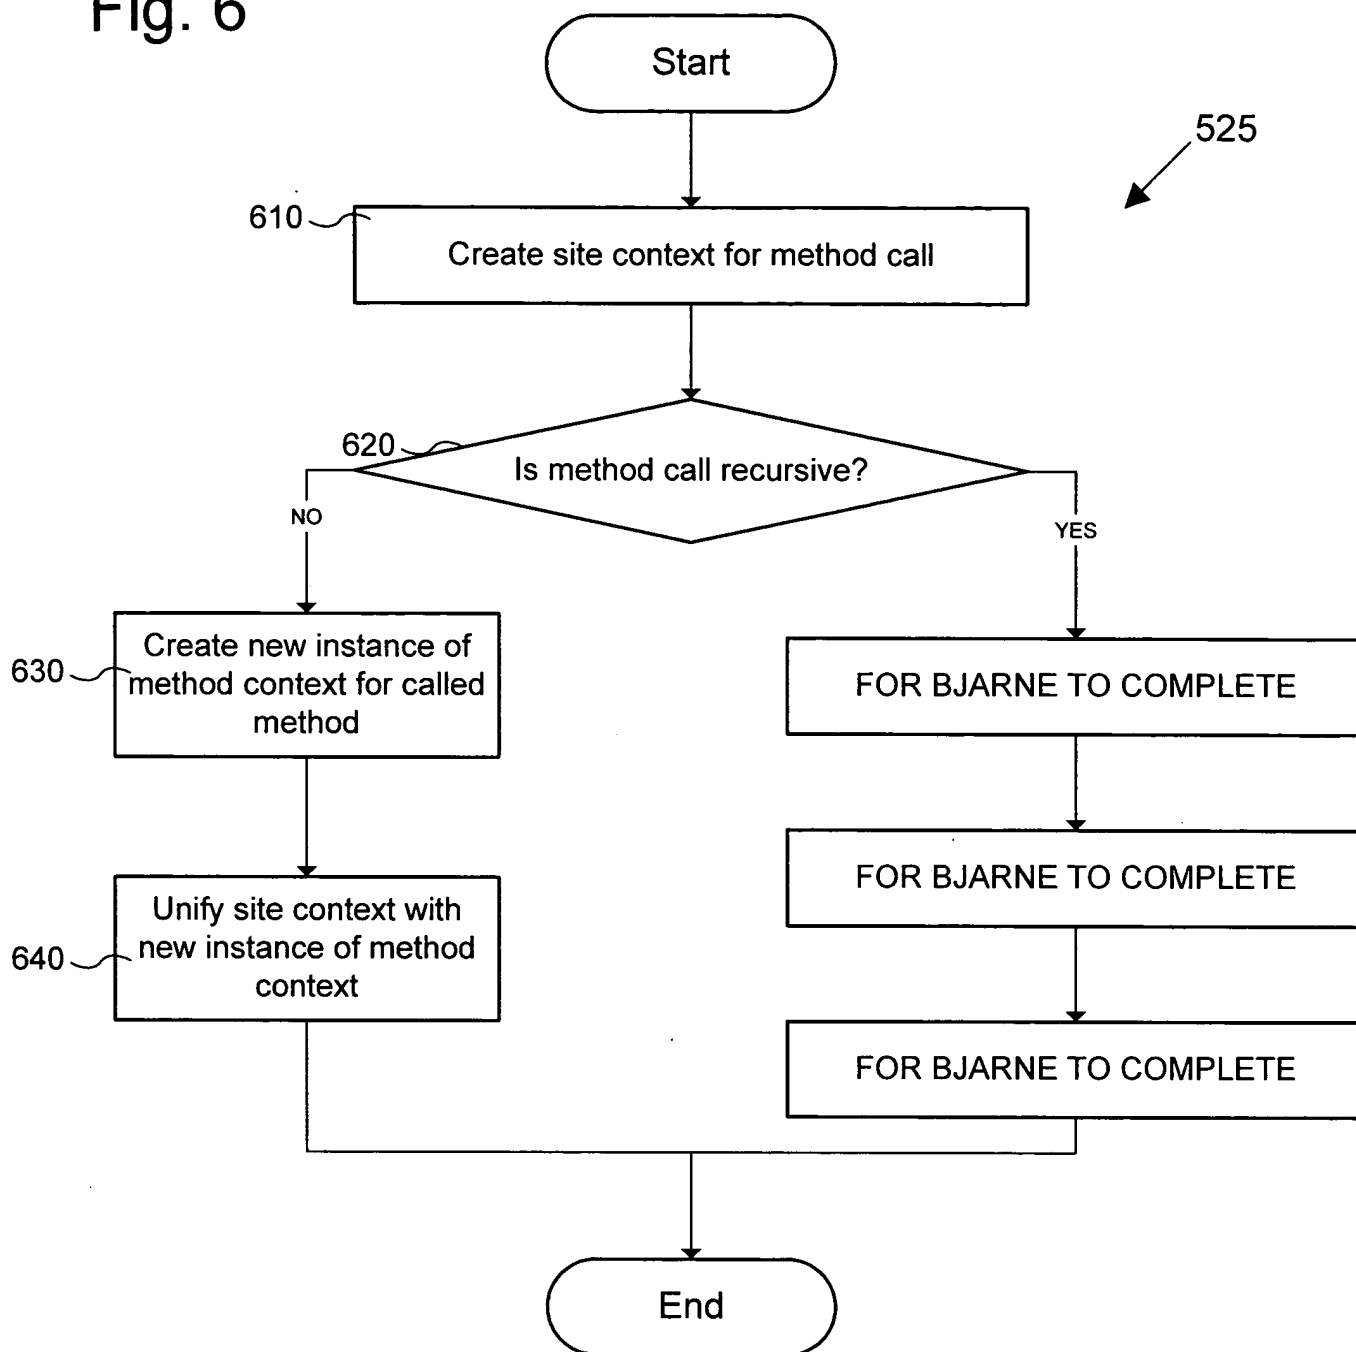 Fig. 6
Start
525
610
Create site context for method call
620
Is method call recursive?
NO
YES
630
Create new instance of
method context for called
method
FOR BJARNE TO COMPLETE
FOR BJARNE TO COMPLETE
640
Unify site context with
new instance of method
context
FOR BJARNE TO COMPLETE
End